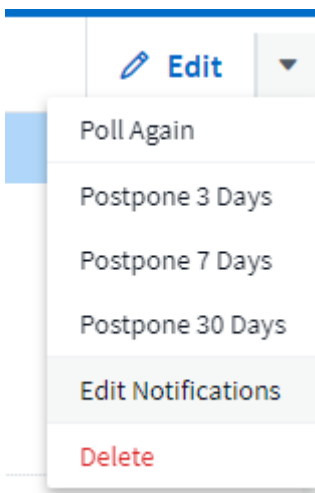 Edit
Poll Again
Postpone 3 Days
Postpone 7 Days
Postpone 30 Days
Edit Notifications
Delete